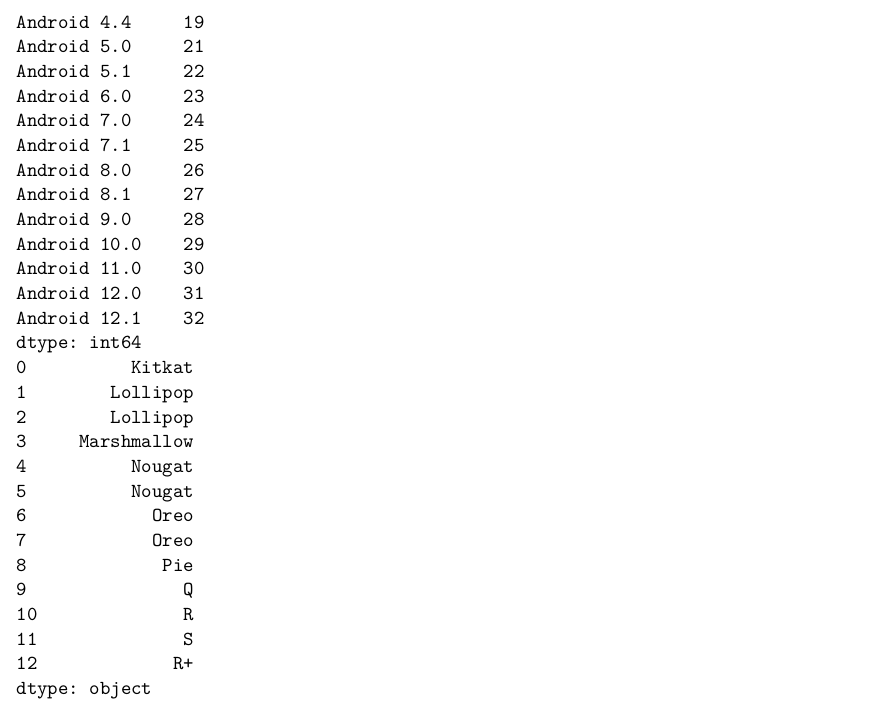 Android 4.4     19
Android 5.0     21
Android 5.1     22
Android 6.0     23
Android 7.0     24
Android 7.1     25
Android 8.0     26
Android 8.1     27
Android 9.0     28
Android 10.0    29
Android 11.0    30
Android 12.0    31
Android 12.1    32
dtype: int64
0          Kitkat
1        Lollipop
2        Lollipop
3     Marshmallow
4          Nougat
5          Nougat
6            Oreo
7            Oreo
8             Pie
9               Q
10              R
11              S
12             R+
dtype: object